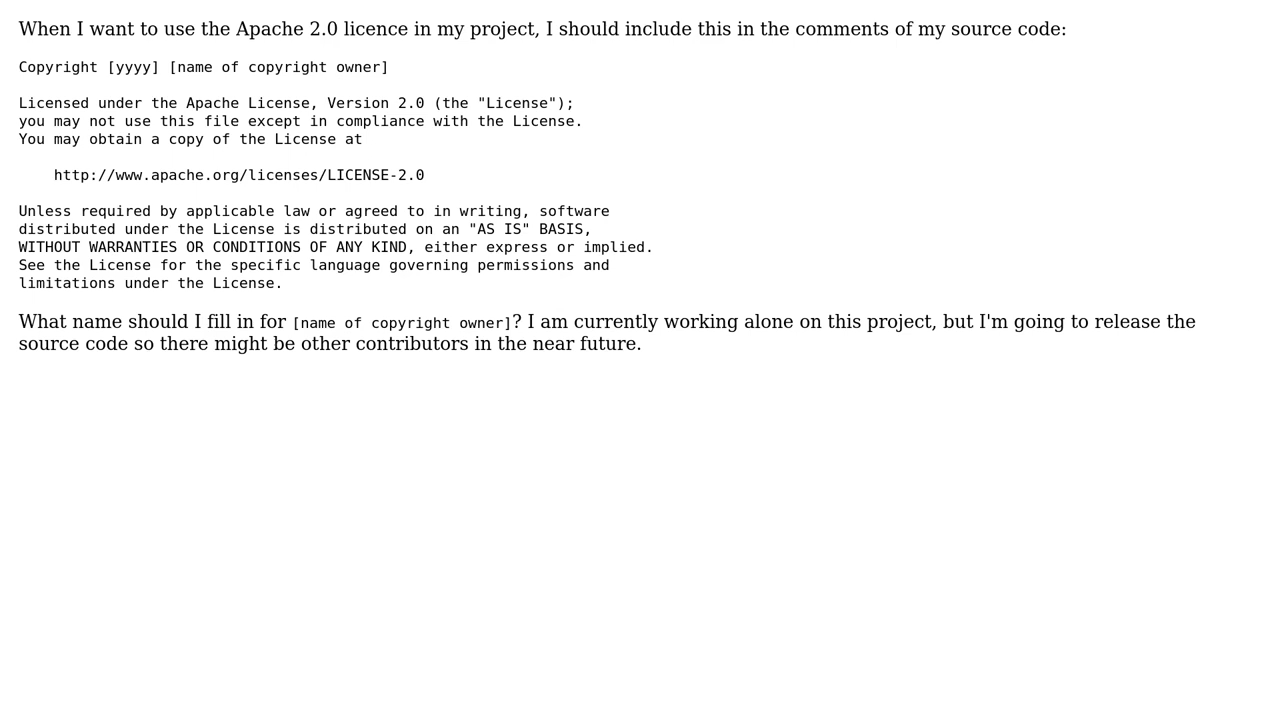 When I want to use the Apache 2.0 licence in my project, I should include this in the comments of my source code:
Copyright [yyyy] [name of copyright owner]
Licensed under the Apache License, Version 2.0 (the "License");
you may not use this file except in compliance with the License.
You may obtain a copy of the License at
http://www.apache.org/licenses/LICENSE-2.0
Unless required by applicable law or agreed to in writing, software
distributed under the License is distributed on an "AS IS" BASIS,
WITHOUT WARRANTIES OR CONDITIONS OF ANY KIND, either express or implied.
See the License for the specific language governing permissions and
limitations under the License.
What name should I fill in for [name of copyright owner]? I am currently working alone on this project, but I'm going to release the
source code so there might be other contributors in the near future.